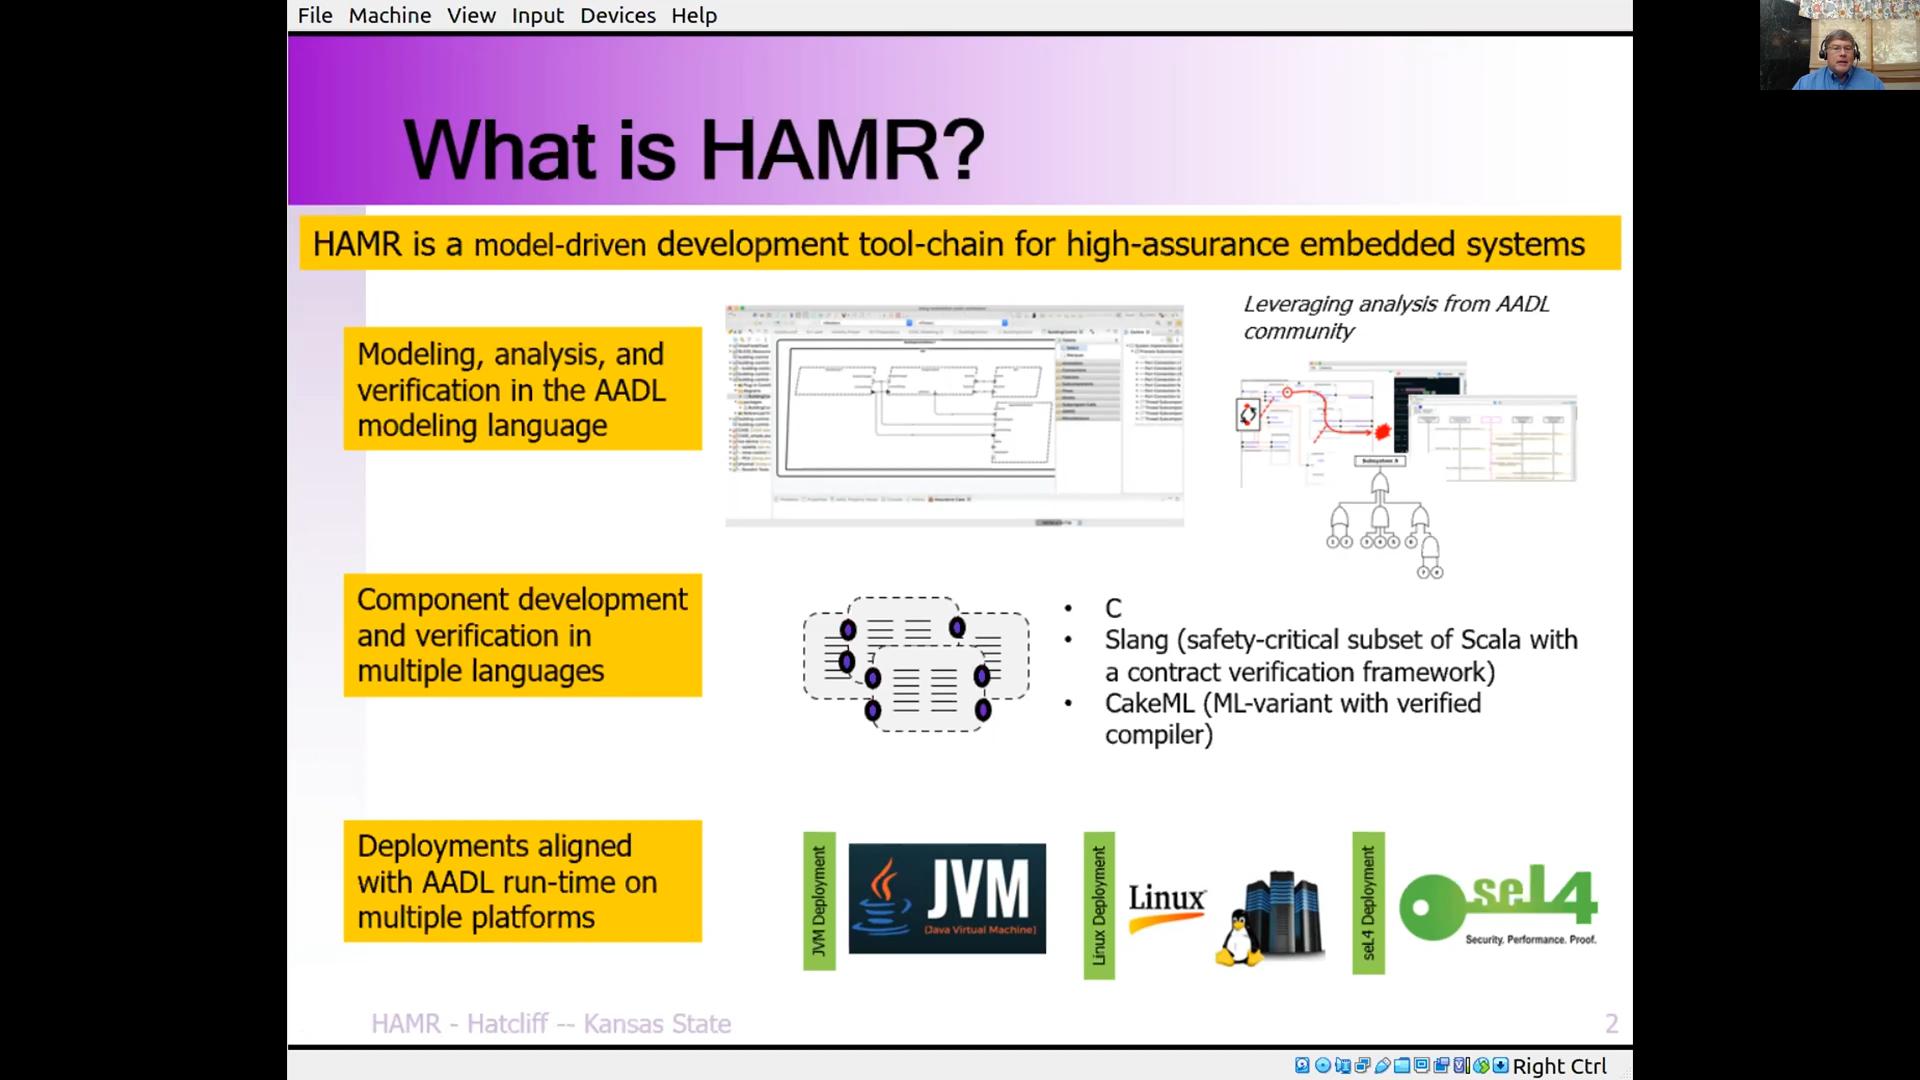 File Machine View Input Devices Help
What is HAMR?
HAMR is a model-driven development tool-chain for high-assurance embedded systems
Modeling, analysis, and
verification in the AADL
modeling language
Leveraging analysis from AADL
community
Subsystem A
Component development
and verification in
multiple languages
• C
• Slang (safety-critical subset of Scala with
a contract verification framework)
• CakeML (ML-variant with verified
compiler)
Deployments aligned
with AADL run-time on
multiple platforms
JVM Deployment
JVM
(Java Virtual Machine)
Linux Deployment
Linux
seL4 Deployment
seL4
Security. Performance. Proof.
HAMR - Hatcliff -- Kansas State
2
Right Ctrl